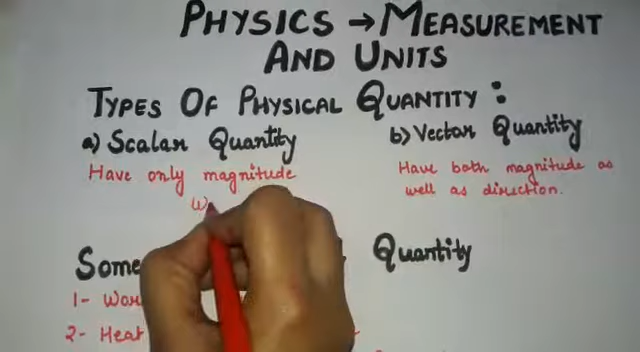 PHYSICS → MEASUREMENT
AND UNITS
TYPES OF PHYSICAL QUANTITY :
a) Scalar Quantity
Have only magnitude
b) Vector Quantity
Have both magnitude as
well as direction.
Some Quantity
1-
2- Heat